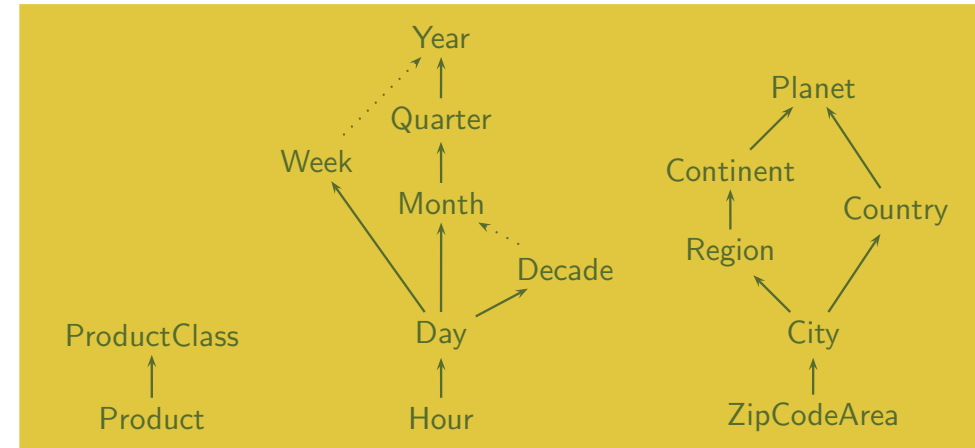 Year
Planet
Quarter
Week
Continent
Month
Country
Region
Decade
ProductClass
Day
City
Product
Hour
ZipCodeArea